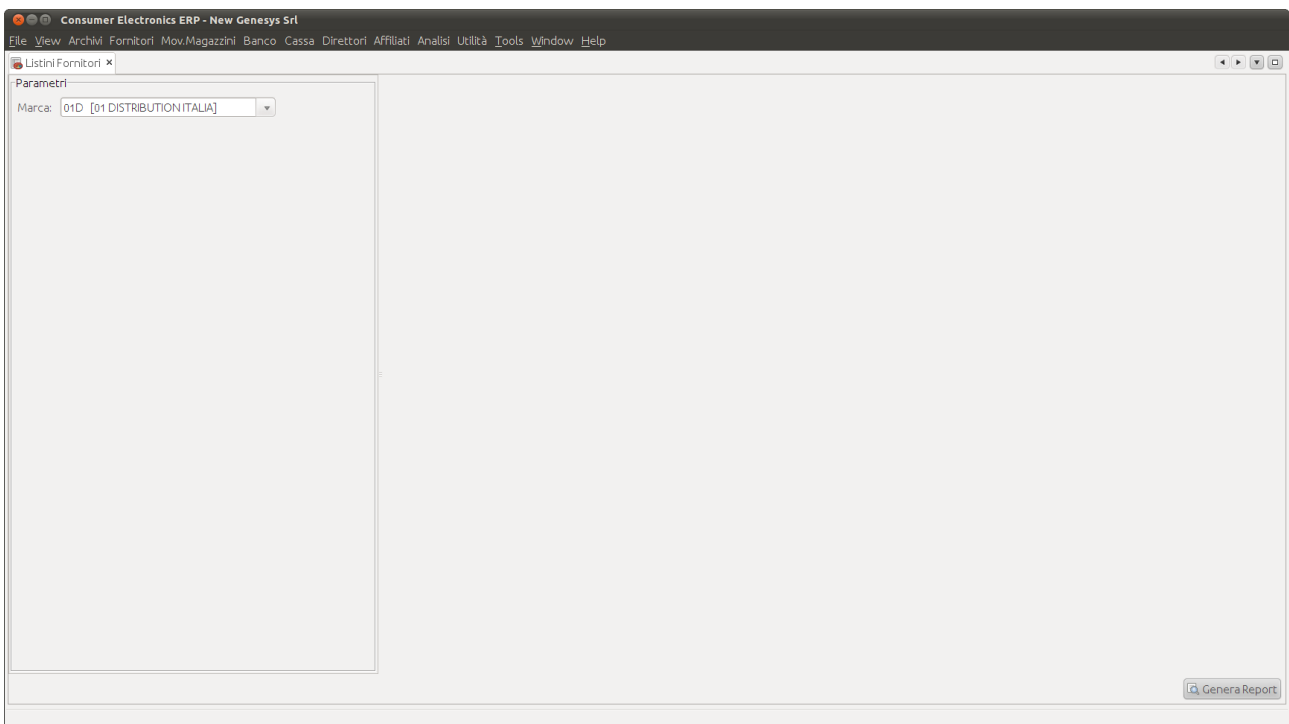 Consumer Electronics ERP - New Genesys Srl
File View Archivi Fornitori Mov.Magazzini Banco Cassa Direttori Affiliati Analisi Utilità Tools Window Help
Listini Fornitori
Parametri
Marca: 01D [01 DISTRIBUTION ITALIA]
Genera Report